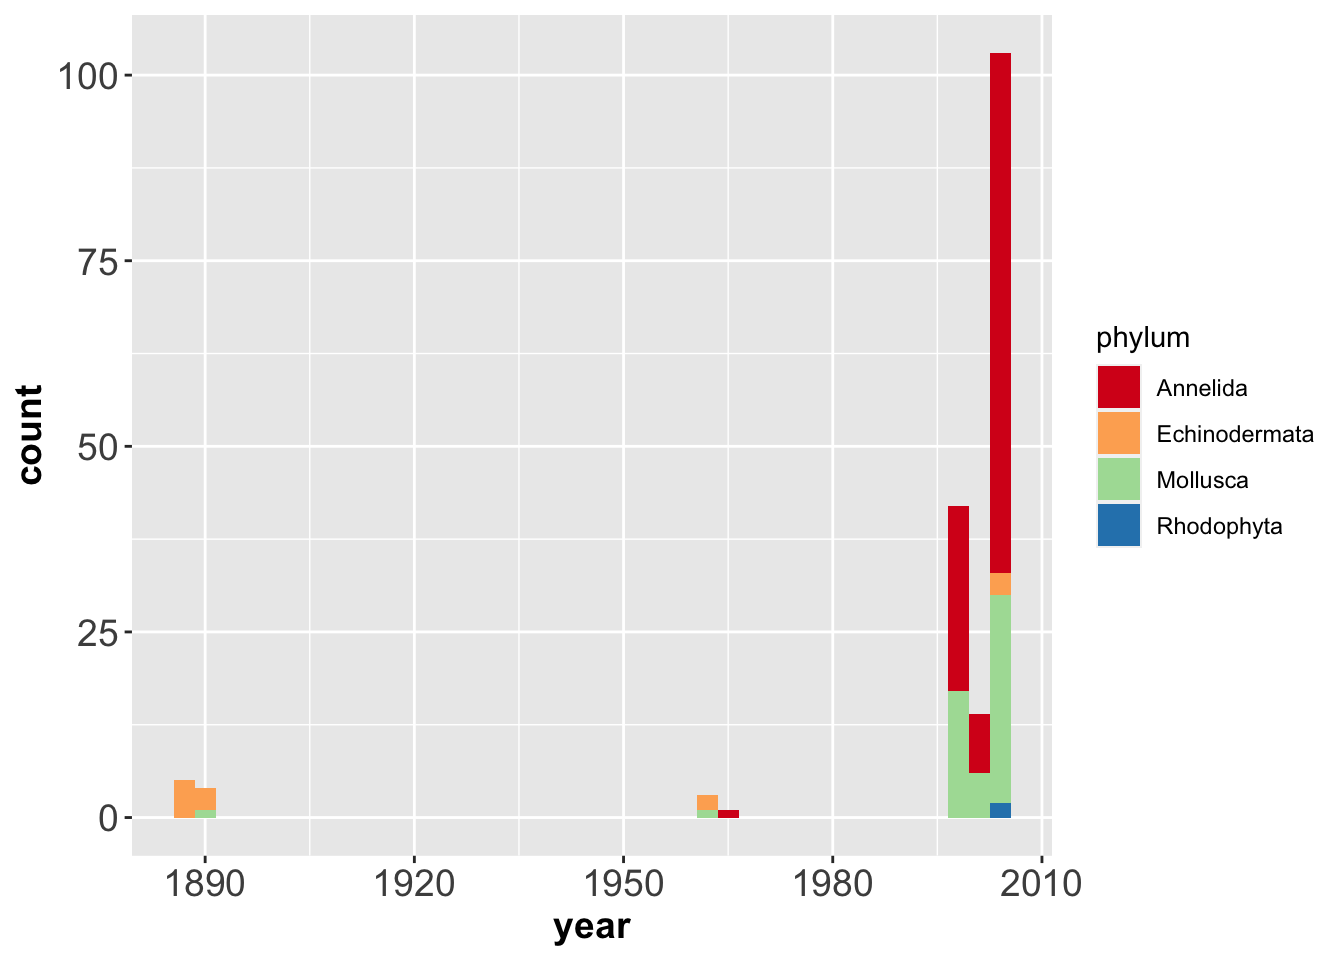 100
75
50
25
0
count
1890 1920 1950 1980 2010
year
phylum
Annelida
Echinodermata
Mollusca
Rhodophyta